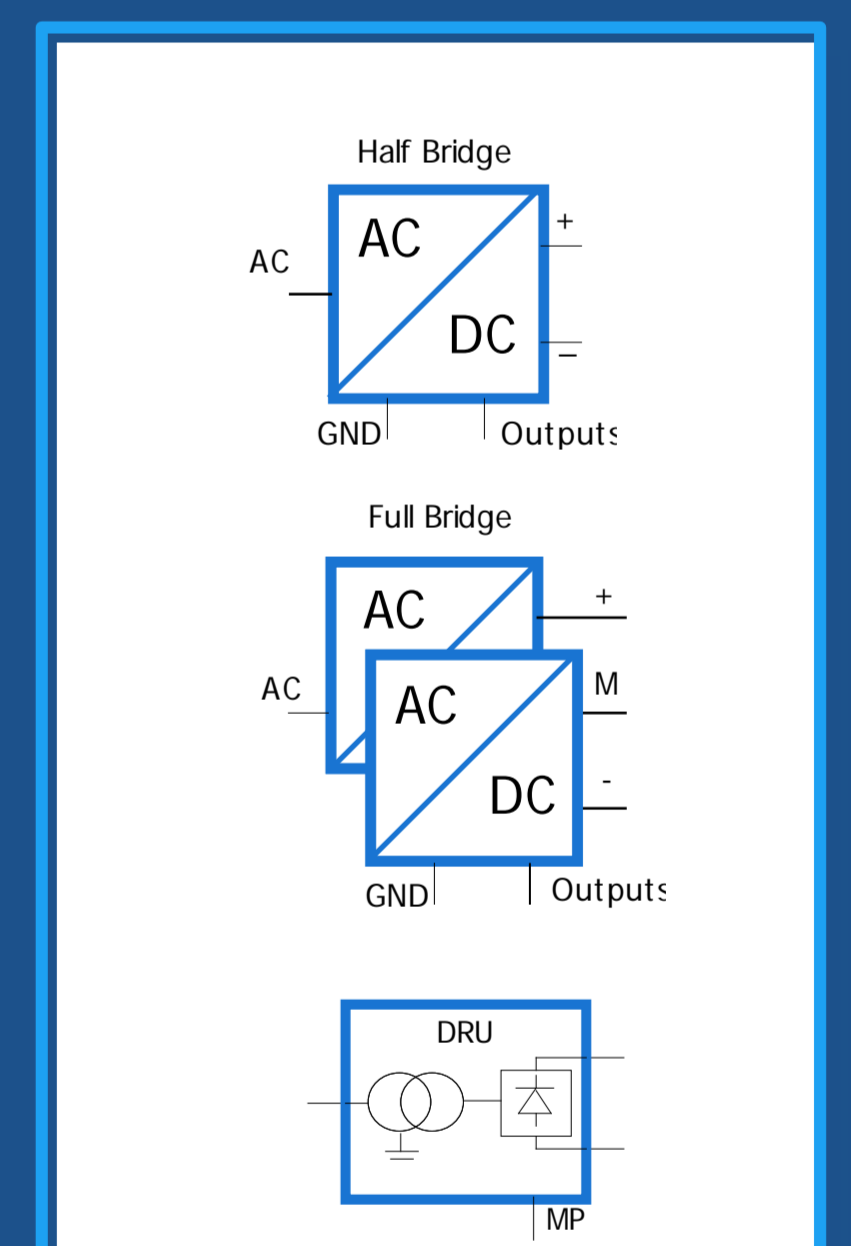 Half Bridge
AC
+
AC
DC
–
GND
Outputs
Full Bridge
AC
+
AC
AC
M
DC
-
GND
Outputs
DRU
MP